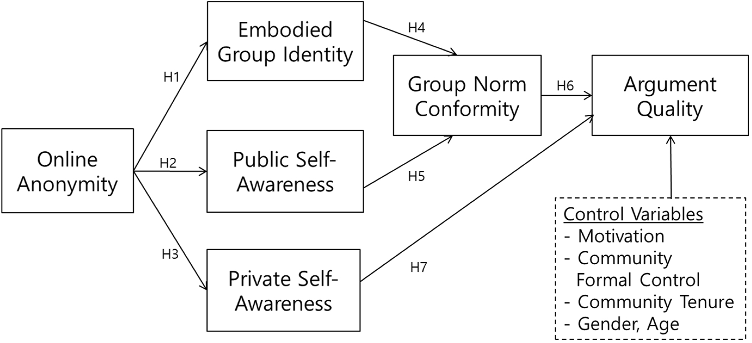 Embodied
Group Identity
H4
H1
Group Norm
Conformity
H6
Argument
Quality
Online
Anonymity
H2
Public Self-
Awareness
H5
H3
Private Self-
Awareness
H7
Control Variables
- Motivation
- Community
Formal Control
- Community Tenure
- Gender, Age